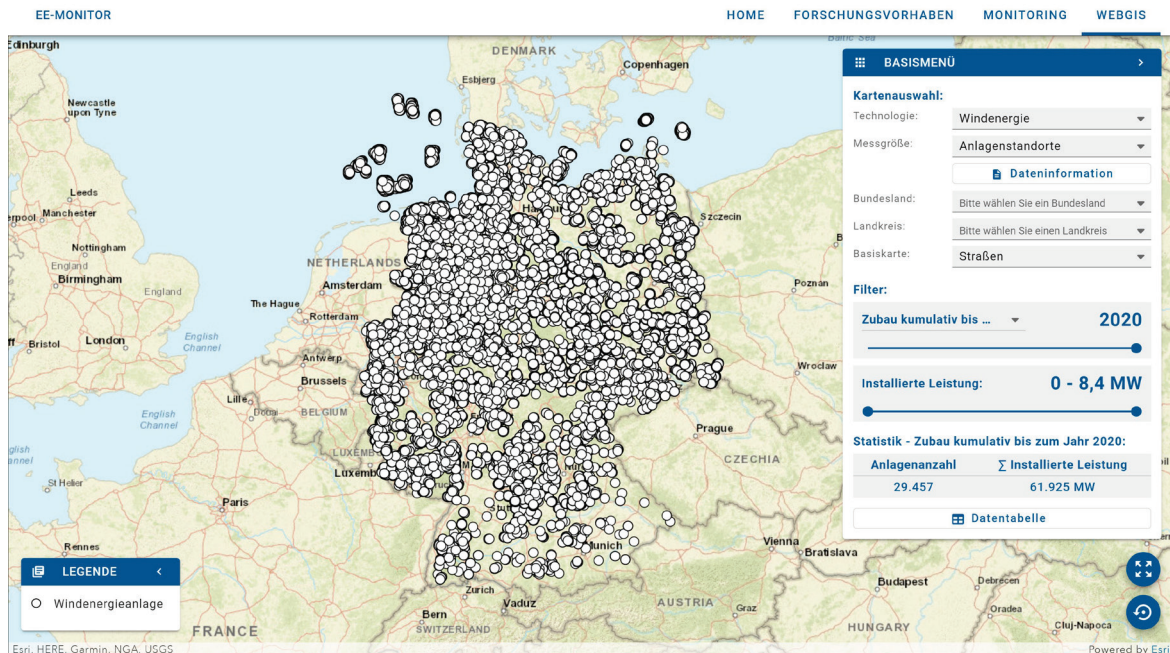 EE-MONITOR
HOME FORSCHUNGSVORHABEN MONITORING WEBGIS
Edinburgh
DENMARK
Baltic Sea
Copenhagen
Esbjerg
Newcastle
upon Tyne
Leeds
Manchester
Nottingham
England
Birmingham
England
Bristol
London
English
Channel
English
Channel
St Helier
Rennes
Paris
FRANCE
NETHERLANDS
Amsterdam
The Hague
Rotterdam
Antwerp
Brussels
Lille
BELGIUM
Szczecin
Poznan
Wroclaw
Prague
CZECHIA
Munich
Zurich
Vaduz
Bern
SWITZERLAND
AUSTRIA
Vienna
Bratislava
Graz
Budapest
HUNGARY
Debrecen
Oradea
Cluj-Napoca
BASISMENÜ
Kartenauswahl:
Technologie: Windenergie
Messgröße: Anlagenstandorte
Dateninformation
Bundesland: Bitte wählen Sie ein Bundesland
Landkreis: Bitte wählen Sie einen Landkreis
Basiskarte: Straßen
Filter:
Zubau kumulativ bis ... 2020
Installierte Leistung: 0 - 8,4 MW
Statistik - Zubau kumulativ bis zum Jahr 2020:
Anlagenanzahl ∑ Installierte Leistung
29.457 61.925 MW
Datentabelle
LEGENDE
Windenergieanlage
Esri, HERE, Garmin, NGA, USGS
Powered by Esri